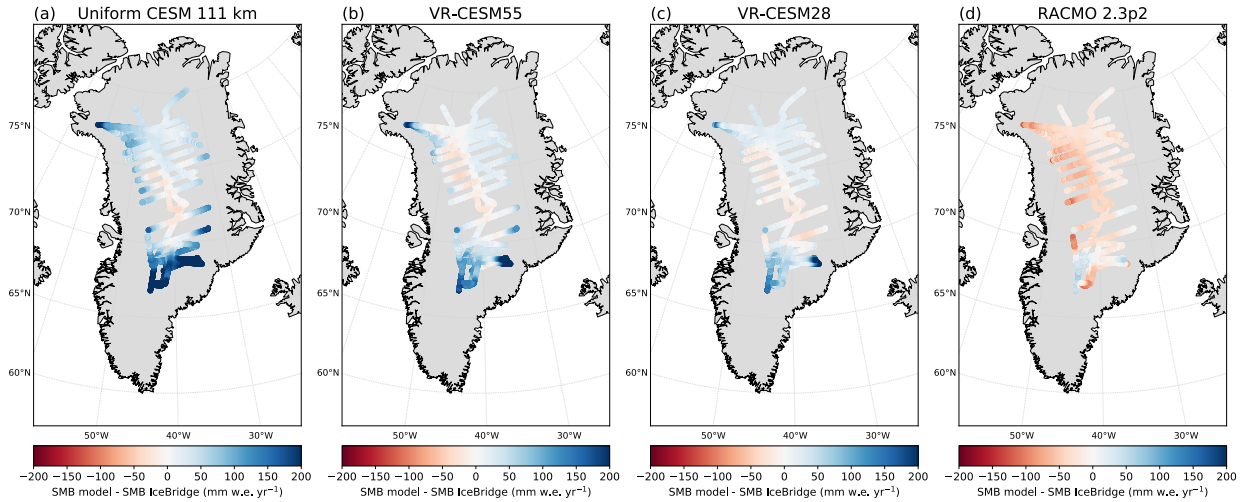 (a) Uniform CESM 111 km
(b) VR-CESM55
(c) VR-CESM28
(d) RACMO 2.3p2
75°N 75°N 75°N 75°N
70°N 70°N 70°N 70°N
65°N 65°N 65°N 65°N
60°N 60°N 60°N 60°N
50°W 40°W 30°W 50°W 40°W 30°W 50°W 40°W 30°W 50°W 40°W 30°W
−200 −150 −100 −50 0 50 100 150 200 −200 −150 −100 −50 0 50 100 150 200 −200 −150 −100 −50 0 50 100 150 200 −200 −150 −100 −50 0 50 100 150 200
SMB model - SMB IceBridge (mm w.e. yr⁻¹) SMB model - SMB IceBridge (mm w.e. yr⁻¹) SMB model - SMB IceBridge (mm w.e. yr⁻¹) SMB model - SMB IceBridge (mm w.e. yr⁻¹)